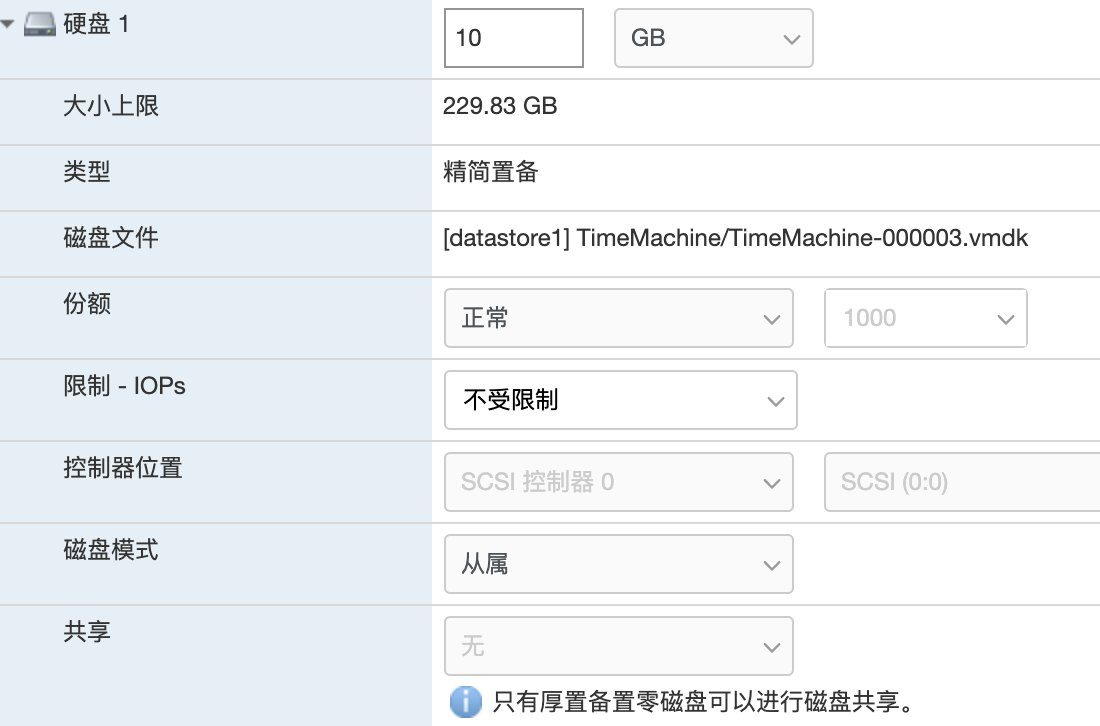 硬盘 1 10 GB
大小上限 229.83 GB
类型 精简置备
磁盘文件 [datastore1] TimeMachine/TimeMachine-000003.vmdk
份额 正常 1000
限制 - IOPs 不受限制
控制器位置 SCSI 控制器 0 SCSI (0:0)
磁盘模式 从属
共享 无
只有厚置备置零磁盘可以进行磁盘共享。